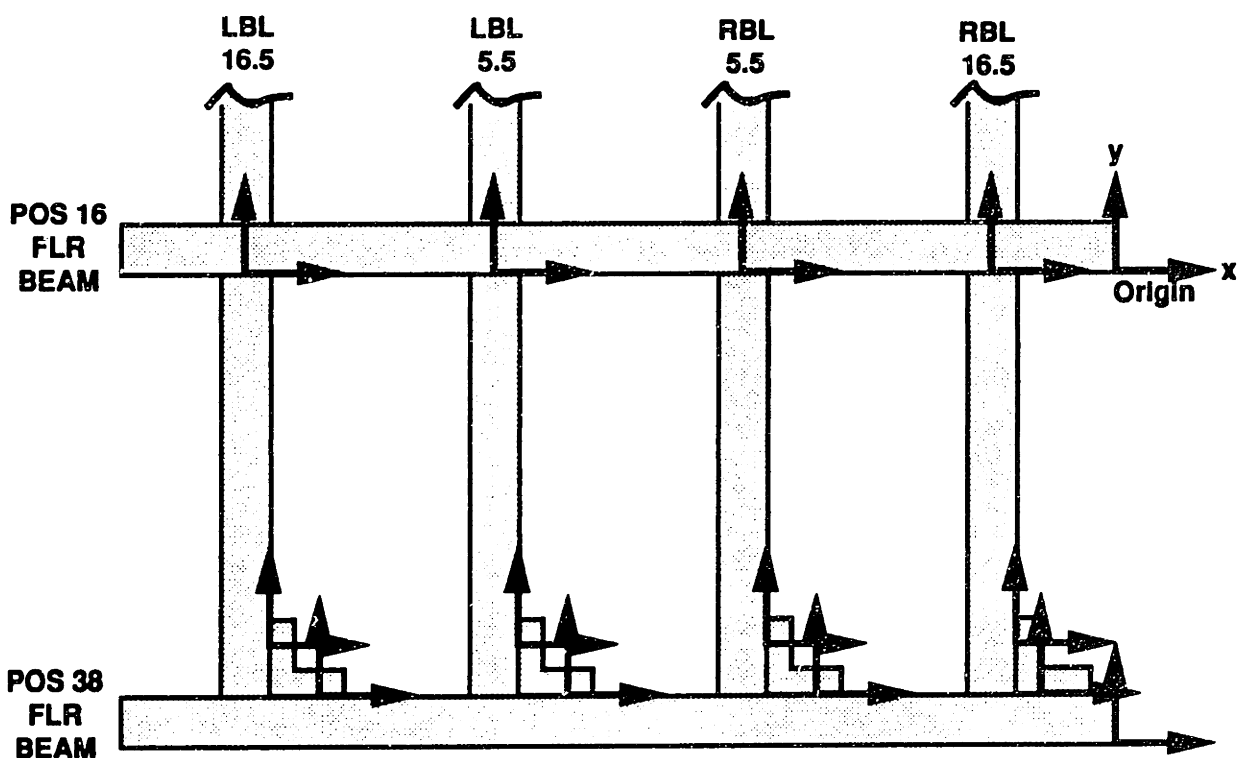 LBL
16.5
LBL
5.5
RBL
5.5
RBL
16.5
y
POS 16
FLR
BEAM
x
Origin
POS 38
FLR
BEAM